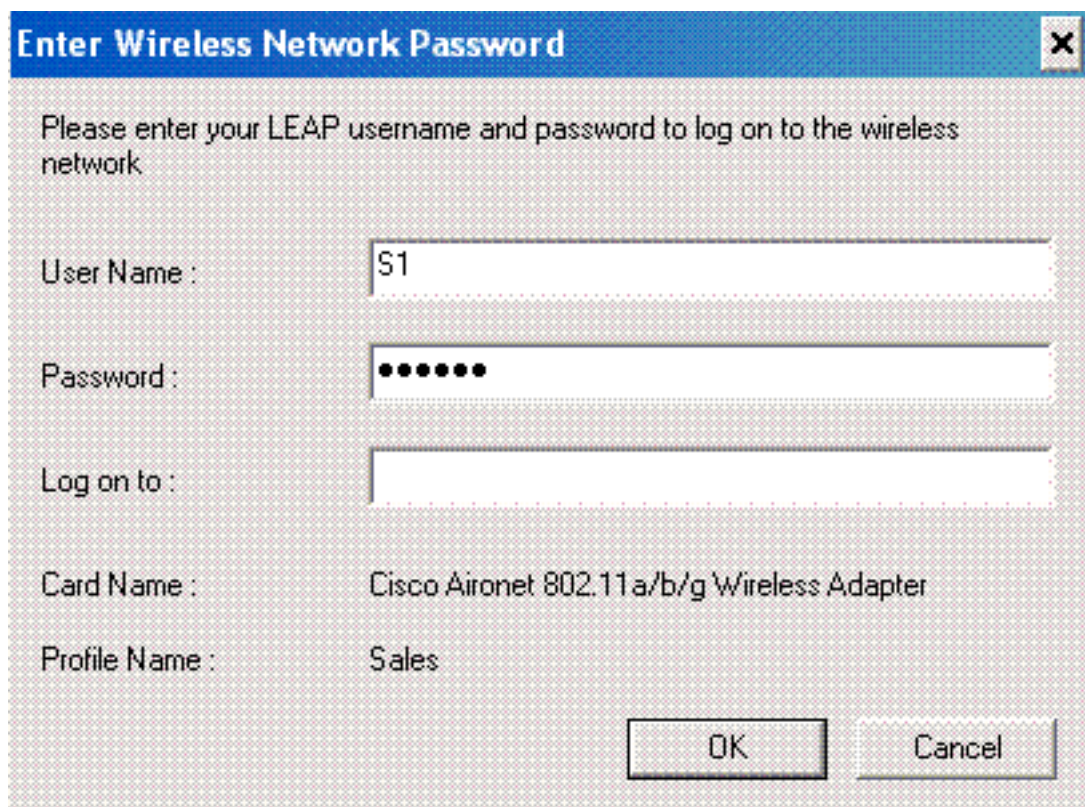 Enter Wireless Network Password
Please enter your LEAP username and password to log on to the wireless
network
User Name : S1
Password : ••••••
Log on to :
Card Name : Cisco Aironet 802.11a/b/g Wireless Adapter
Profile Name : Sales
OK Cancel